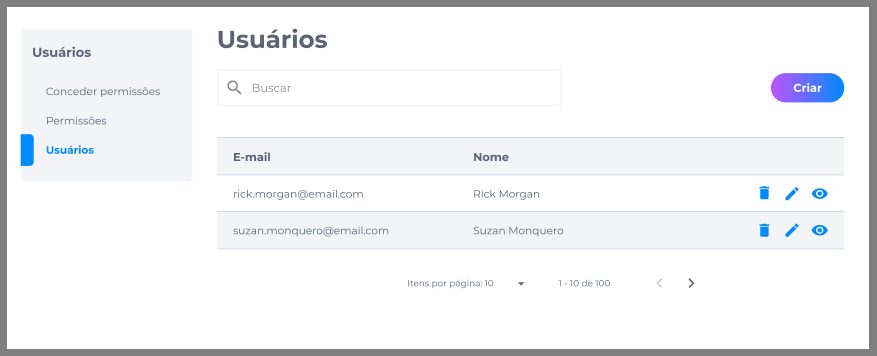 Usuários
Conceder permissões
Permissões
Usuários
Usuários
Buscar
Criar
E-mail Nome
rick.morgan@email.com Rick Morgan
suzan.monquero@email.com Suzan Monquero
Itens por página: 10 1 - 10 de 100